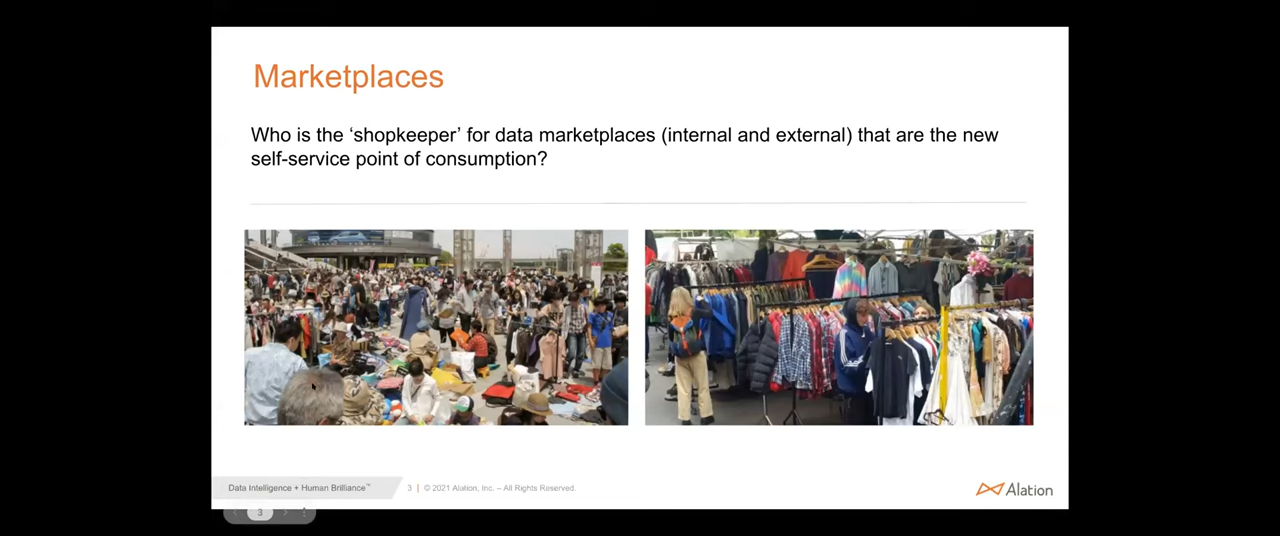 Marketplaces
Who is the ‘shopkeeper’ for data marketplaces (internal and external) that are the new
self-service point of consumption?
Data Intelligence + Human Brilliance™
3 | © 2021 Alation, Inc. – All Rights Reserved.
Alation
3